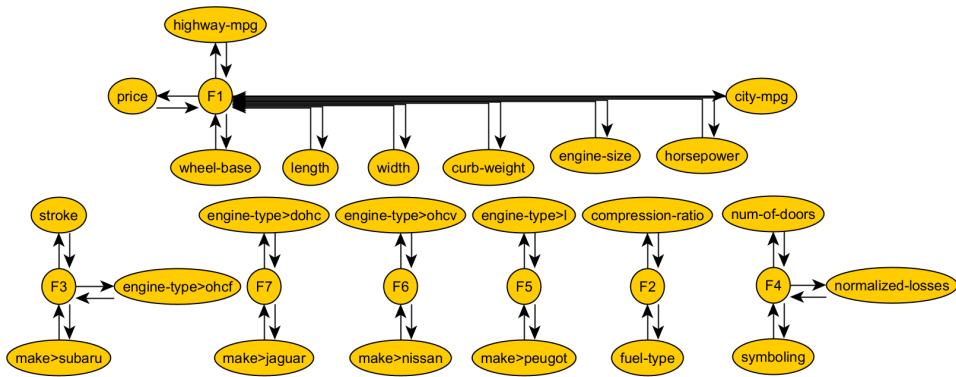 highway-mpg
price
F1
city-mpg
wheel-base
length
width
curb-weight
engine-size
horsepower
stroke
engine-type>dohc
engine-type>ohcv
engine-type>l
compression-ratio
num-of-doors
F3
engine-type>ohcf
F7
F6
F5
F2
F4
normalized-losses
make>subaru
make>jaguar
make>nissan
make>peugot
fuel-type
symboling